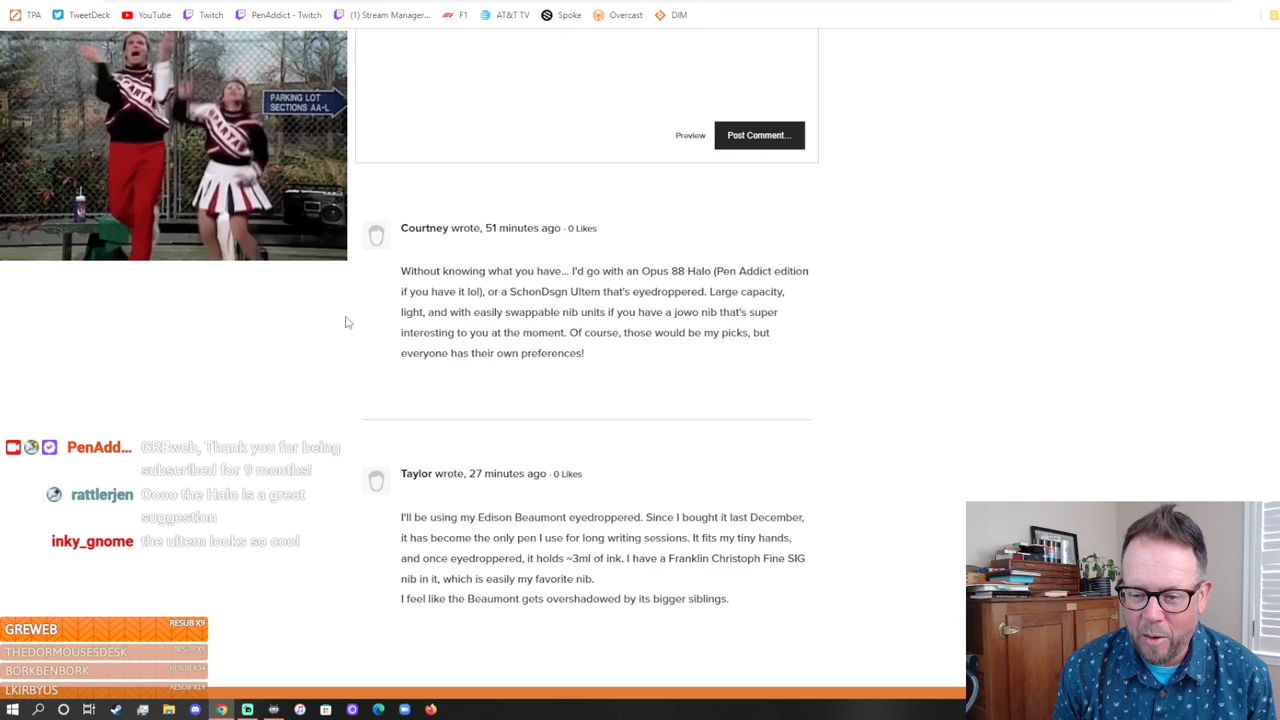 TPA TweetDeck YouTube Twitch PenAddict - Twitch (1) Stream Manager... F1 AT&T TV Spoke Overcast DIM
PARKING LOT
SECTIONS AA-L
SPARTA
SPARTA
Preview Post Comment...
Courtney wrote, 51 minutes ago · 0 Likes
Without knowing what you have... I'd go with an Opus 88 Halo (Pen Addict edition
if you have it lol), or a SchonDsgn Ultem that's eyedroppered. Large capacity,
light, and with easily swappable nib units if you have a jowo nib that's super
interesting to you at the moment. Of course, those would be my picks, but
everyone has their own preferences!
Taylor wrote, 27 minutes ago · 0 Likes
I'll be using my Edison Beaumont eyedroppered. Since I bought it last December,
it has become the only pen I use for long writing sessions. It fits my tiny hands,
and once eyedroppered, it holds ~3ml of ink. I have a Franklin Christoph Fine SIG
nib in it, which is easily my favorite nib.
I feel like the Beaumont gets overshadowed by its bigger siblings.
PenAdd... GREweb, Thank you for being
subscribed for 9 months!
rattlerjen Oooo the Halo is a great
suggestion
inky_gnome the ultem looks so cool
GREWEB RESUB X9
THEDORMOUSESDESK RESUB X5
BORKBENBORK RESUB X14
LKIRBYUS RESUB X19